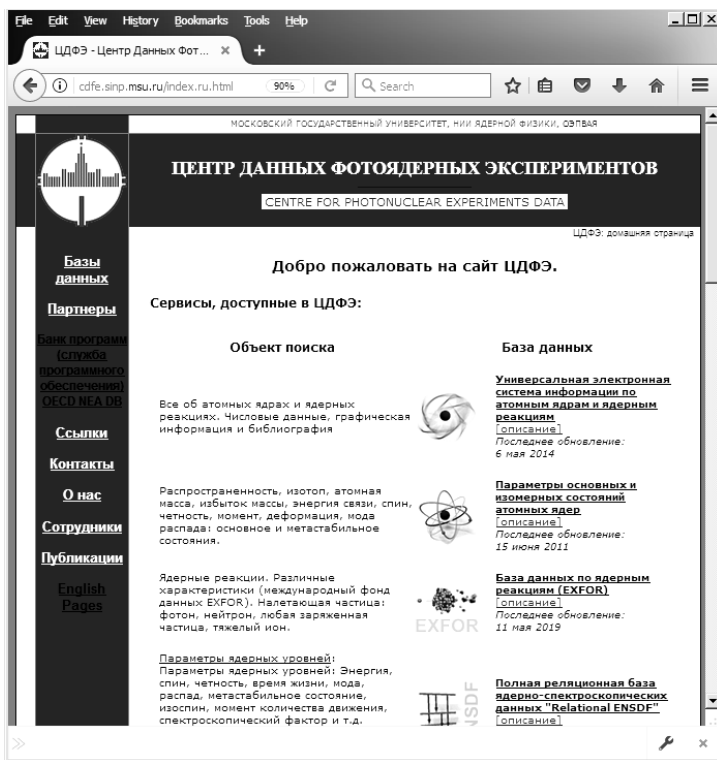 File Edit View History Bookmarks Tools Help
ЦДФЭ - Центр Данных Фот... ×
cdfe.sinp.msu.ru/index.ru.html 90% Search
МОСКОВСКИЙ ГОСУДАРСТВЕННЫЙ УНИВЕРСИТЕТ, НИИ ЯДЕРНОЙ ФИЗИКИ, ОЭПВАЯ
ЦЕНТР ДАННЫХ ФОТОЯДЕРНЫХ ЭКСПЕРИМЕНТОВ
CENTRE FOR PHOTONUCLEAR EXPERIMENTS DATA
ЦДФЭ: домашняя страница
Базы
данных
Партнеры
Банк программ
(служба
программного
обеспечения)
OECD NEA DB
Ссылки
Контакты
О нас
Сотрудники
Публикации
English
Pages
Добро пожаловать на сайт ЦДФЭ.
Сервисы, доступные в ЦДФЭ:
Объект поиска
База данных
Все об атомных ядрах и ядерных
реакциях. Числовые данные, графическая
информация и библиография
Универсальная электронная
система информации по
атомным ядрам и ядерным
реакциям
[описание]
Последнее обновление:
6 мая 2014
Распространенность, изотоп, атомная
масса, избыток массы, энергия связи, спин,
четность, момент, деформация, мода
распада: основное и метастабильное
состояния.
Параметры основных и
изомерных состояний
атомных ядер
[описание]
Последнее обновление:
15 июня 2011
Ядерные реакции. Различные
характеристики (международный фонд
данных EXFOR). Налетающая частица:
фотон, нейтрон, любая заряженная
частица, тяжелый ион.
EXFOR
База данных по ядерным
реакциям (EXFOR)
[описание]
Последнее обновление:
11 мая 2019
Параметры ядерных уровней:
Параметры ядерных уровней: Энергия,
спин, четность, время жизни, мода,
распад, метастабильное состояние,
изоспин, момент количества движения,
спектроскопический фактор и т.д.
ENSDF
Полная реляционная база
ядерно-спектроскопических
данных "Relational ENSDF"
[описание]